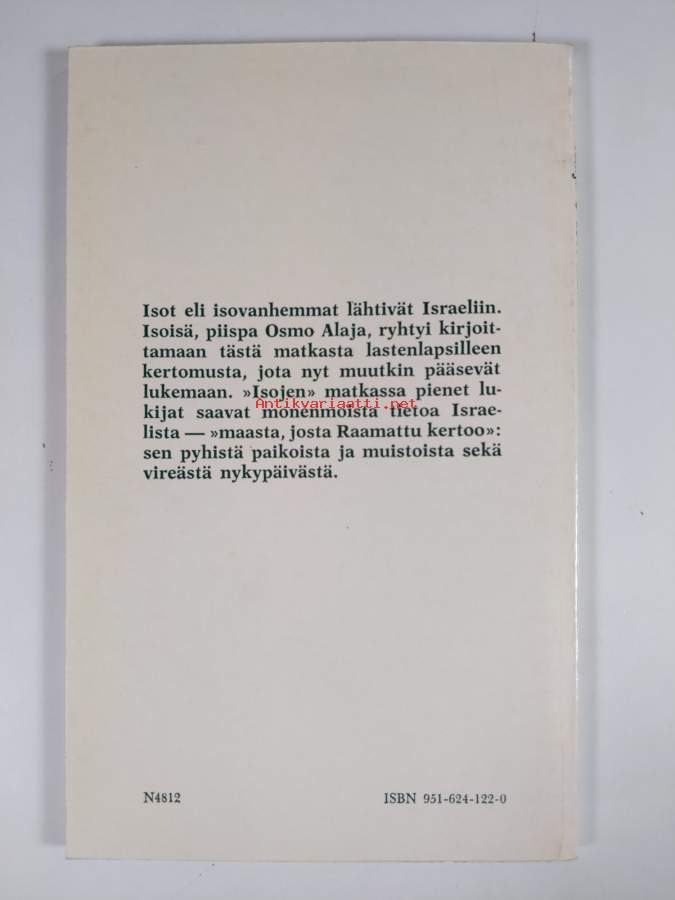 Isot eli isovanhemmat lähtivät Israeliin.
Isoisä, piispa Osmo Alaja, ryhtyi kirjoit-
tamaan tästä matkasta lastenlapsilleen
kertomusta, jota nyt muutkin pääsevät
lukemaan. »Isojen» matkassa pienet lu-
Antikvariaatti.net
kijat saavat monenmoista tietoa Israe-
lista — »maasta, josta Raamattu kertoo»:
sen pyhistä paikoista ja muistoista sekä
vireästä nykypäivästä.
N4812 ISBN 951-624-122-0